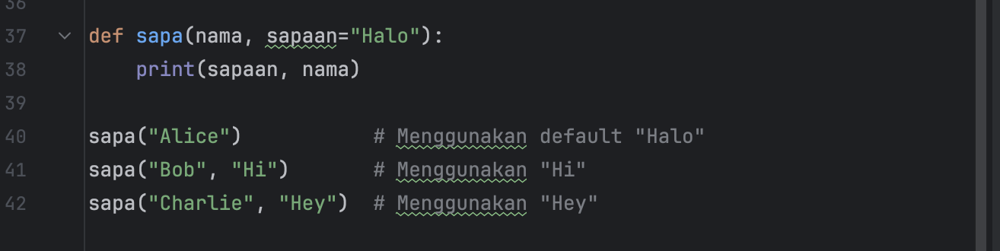 36
37 def sapa(nama, sapaan="Halo"):
38     print(sapaan, nama)
39
40 sapa("Alice")           # Menggunakan default "Halo"
41 sapa("Bob", "Hi")       # Menggunakan "Hi"
42 sapa("Charlie", "Hey")  # Menggunakan "Hey"